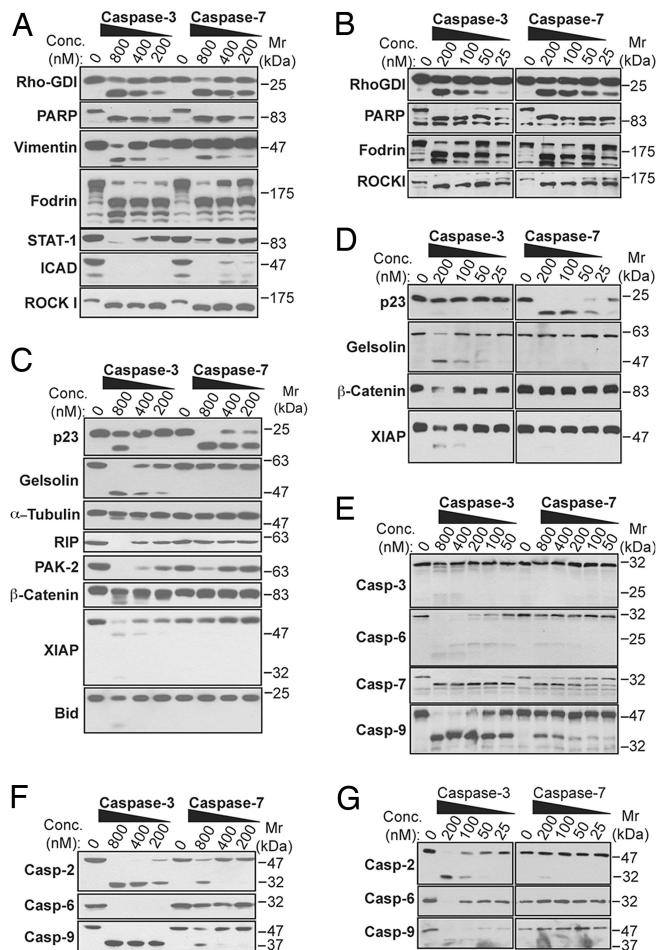 A
Caspase-3 Caspase-7
Conc. (nM): 0 800 400 200 0 800 400 200 Mr (kDa)
Rho-GDI –25
PARP –83
Vimentin –47
Fodrin –175
STAT-1 –83
ICAD –47
ROCK I –175
B
Caspase-3 Caspase-7
Conc. (nM): 0 200 100 50 25 0 200 100 50 25 Mr (kDa)
RhoGDI –25
PARP –83
Fodrin –175
ROCKI –175
C
Caspase-3 Caspase-7
Conc. (nM): 0 800 400 200 0 800 400 200 Mr (kDa)
p23 –25
Gelsolin –63
–47
α–Tubulin –47
RIP –63
PAK-2 –63
β-Catenin –83
XIAP –47
–32
Bid –25
D
Caspase-3 Caspase-7
Conc. (nM): 0 200 100 50 25 0 200 100 50 25 Mr (kDa)
p23 –25
Gelsolin –63
–47
β-Catenin –83
XIAP –47
E
Caspase-3 Caspase-7
Conc. (nM): 0 800 400 200 100 50 0 800 400 200 100 50 Mr (kDa)
Casp-3 –32
–25
Casp-6 –32
–25
Casp-7 –32
Casp-9 –47
–32
F
Caspase-3 Caspase-7
Conc. (nM): 0 800 400 200 0 800 400 200 Mr (kDa)
Casp-2 –47
–32
Casp-6 –32
Casp-9 –47
–37
G
Caspase-3 Caspase-7
Conc. (nM): 0 200 100 50 25 0 200 100 50 25 Mr (kDa)
Casp-2 –47
–32
Casp-6 –32
Casp-9 –47
–37